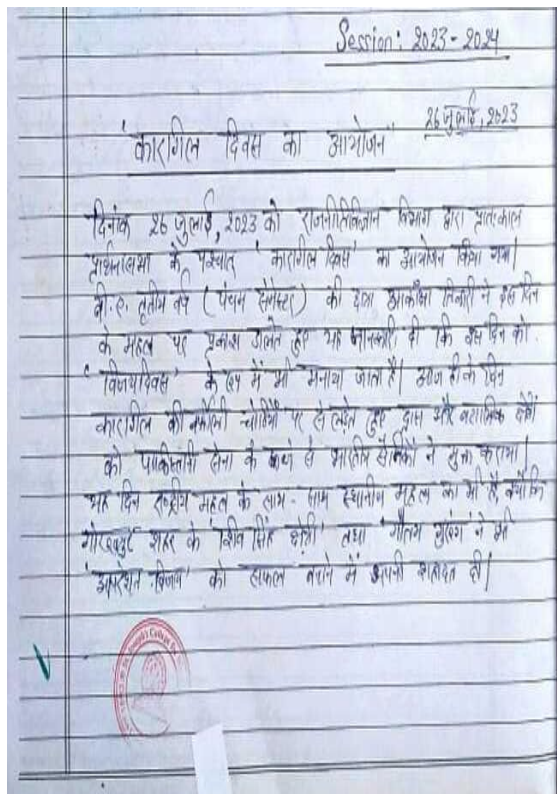 Session: 2023-2024
26 जुलाई, 2023
"कारगिल दिवस का आयोजन"
दिनांक 26 जुलाई, 2023 को राजनीतिविज्ञान विभाग द्वारा प्रातःकाल
प्रार्थनासभा के पश्चात् 'कारगिल दिवस' का आयोजन किया गया।
बी.ए. तृतीय वर्ष (पंचम सेमेस्टर) की छात्रा आकांक्षा तिवारी ने इस दिन
के महत्व पर प्रकाश डालते हुए यह जानकारी दी कि इस दिन को
'विजयदिवस' के रूप में भी मनाया जाता है। आज ही के दिन
कारगिल की बर्फीली चोटियों पर से लड़ते हुए द्रास और बटालिक क्षेत्रों
को पाकिस्तानी सेना के कब्जे से भारतीय सैनिकों ने मुक्त कराया।
यह दिन राष्ट्रीय महत्व के साथ-साथ स्थानीय महत्व का भी है, क्योंकि
गोरखपुर शहर के 'शिव सिंह क्षेत्री' तथा 'गौतम गुरुंग' ने भी
'ऑपरेशन विजय' को सफल बनाने में अपनी शहादत दी।
College